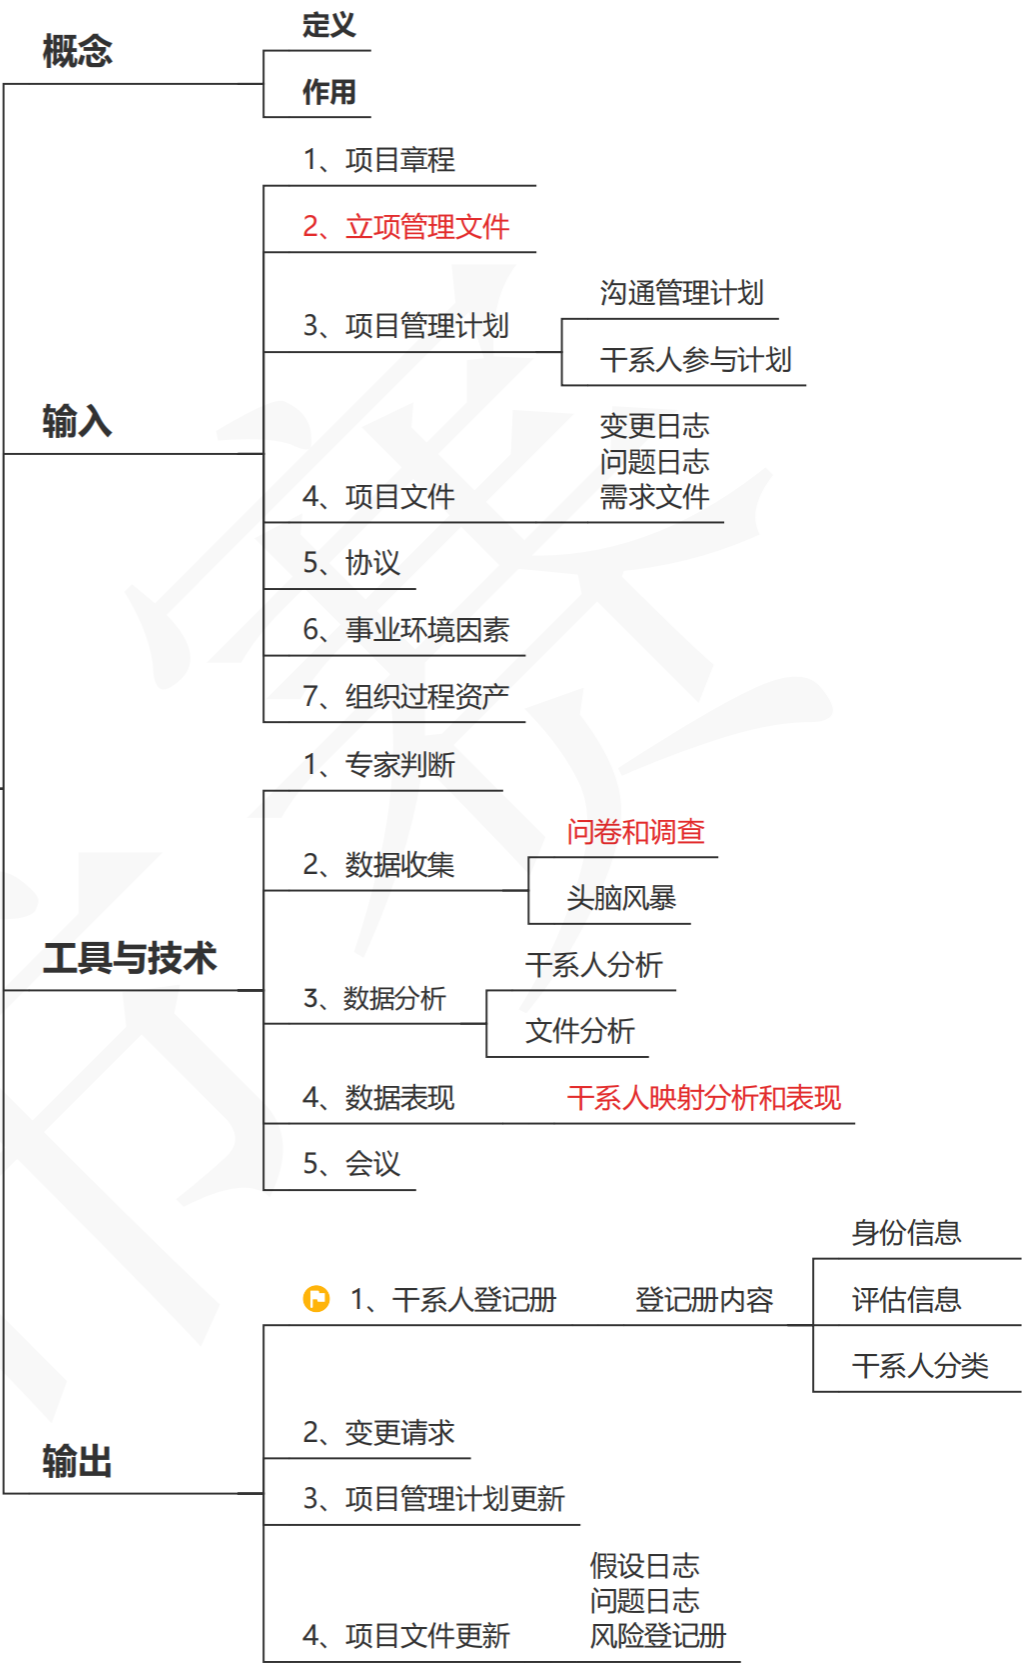 概念
定义
作用
输入
1、项目章程
2、立项管理文件
3、项目管理计划
沟通管理计划
干系人参与计划
4、项目文件
变更日志
问题日志
需求文件
5、协议
6、事业环境因素
7、组织过程资产
工具与技术
1、专家判断
2、数据收集
问卷和调查
头脑风暴
3、数据分析
干系人分析
文件分析
4、数据表现
干系人映射分析和表现
5、会议
输出
1、干系人登记册
登记册内容
身份信息
评估信息
干系人分类
2、变更请求
3、项目管理计划更新
4、项目文件更新
假设日志
问题日志
风险登记册